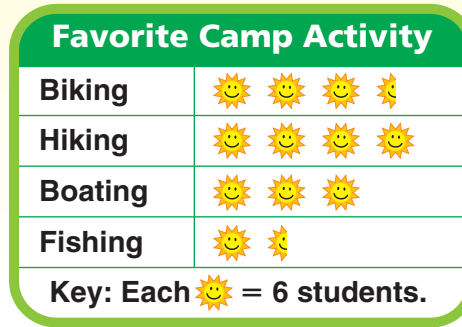 Favorite Camp Activity
Biking
Hiking
Boating
Fishing
Key: Each = 6 students.